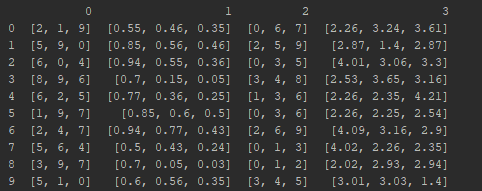 0 1 2 3
0 [2, 1, 9] [0.55, 0.46, 0.35] [0, 6, 7] [2.26, 3.24, 3.61]
1 [5, 9, 0] [0.85, 0.56, 0.46] [2, 5, 9] [2.87, 1.4, 2.87]
2 [6, 0, 4] [0.94, 0.55, 0.36] [0, 3, 5] [4.01, 3.06, 3.3]
3 [8, 9, 6] [0.7, 0.15, 0.05] [3, 4, 8] [2.53, 3.65, 3.16]
4 [6, 2, 5] [0.77, 0.36, 0.25] [1, 3, 6] [2.26, 2.35, 4.21]
5 [1, 9, 7] [0.85, 0.6, 0.5] [0, 3, 6] [2.26, 2.25, 2.54]
6 [2, 4, 7] [0.94, 0.77, 0.43] [2, 6, 9] [4.09, 3.16, 2.9]
7 [5, 6, 4] [0.5, 0.43, 0.24] [0, 1, 3] [4.02, 2.26, 2.35]
8 [3, 9, 7] [0.7, 0.05, 0.03] [0, 1, 2] [2.02, 2.93, 2.94]
9 [5, 1, 0] [0.6, 0.56, 0.35] [3, 4, 5] [3.01, 3.03, 1.4]